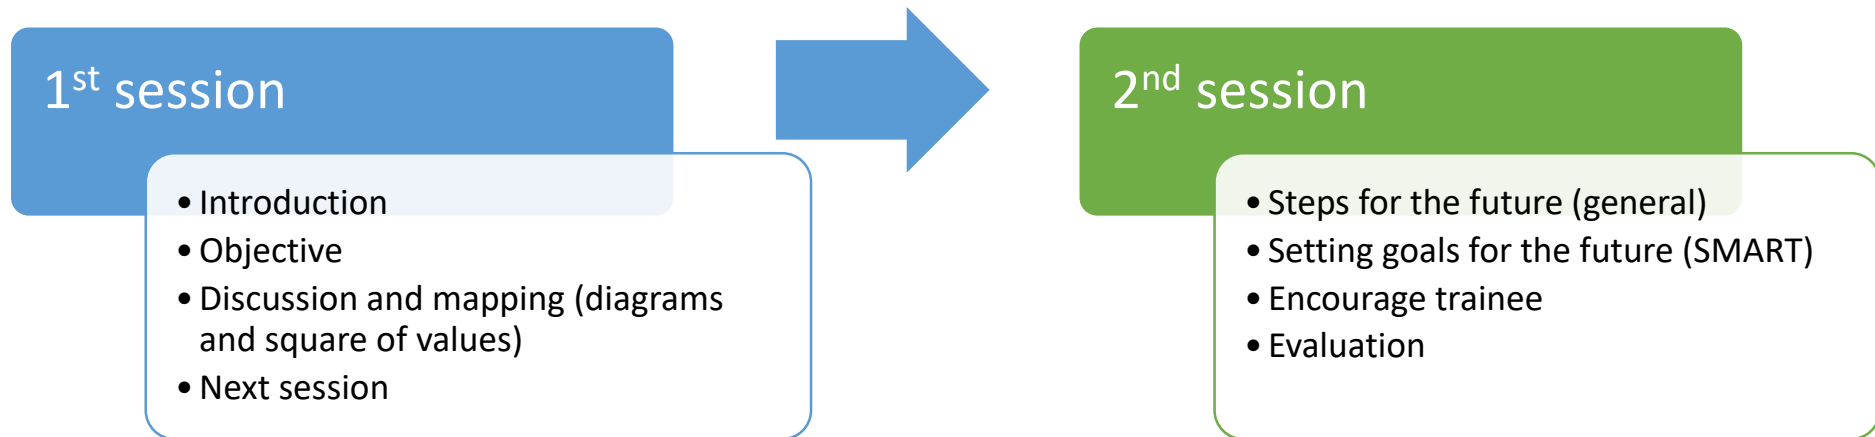 1st session
• Introduction
• Objective
• Discussion and mapping (diagrams
and square of values)
• Next session
2nd session
• Steps for the future (general)
• Setting goals for the future (SMART)
• Encourage trainee
• Evaluation